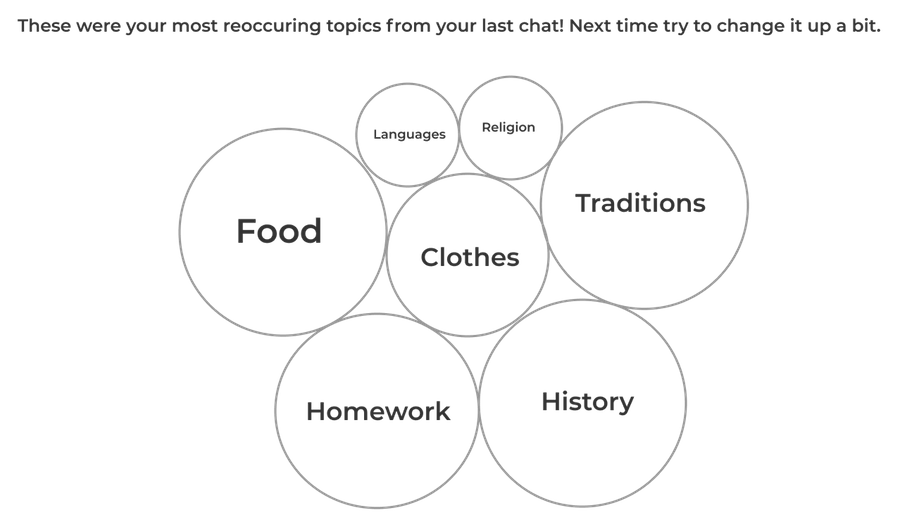 These were your most reoccuring topics from your last chat! Next time try to change it up a bit.
Languages
Religion
Food
Traditions
Clothes
Homework
History